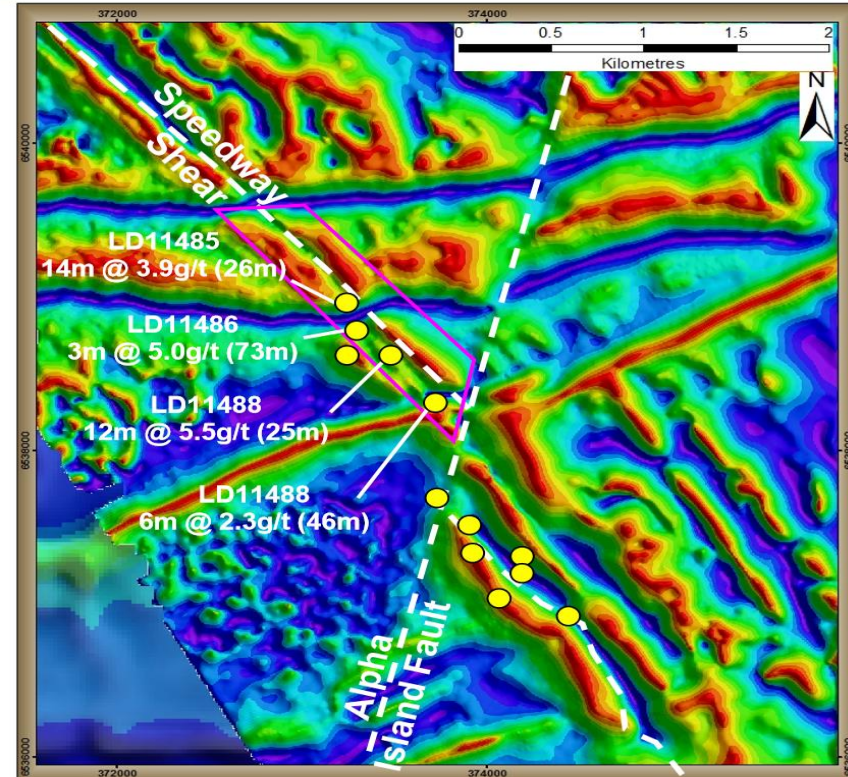 372000
374000
0 0.5 1 1.5 2
Kilometres
N
6540000
6540000
Speedway
Shear
LD11485
14m @ 3.9g/t (26m)
LD11486
3m @ 5.0g/t (73m)
LD11488
12m @ 5.5g/t (25m)
6538000
6538000
LD11488
6m @ 2.3g/t (46m)
Alpha
Island Fault
6536000
372000
374000